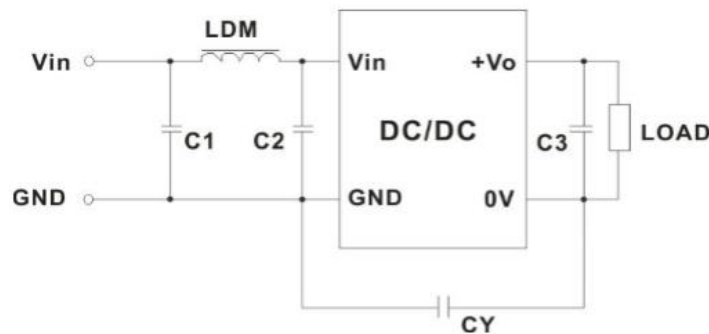 LDM
Vin
Vin
+Vo
C1
C2
DC/DC
C3
LOAD
GND
GND
0V
CY